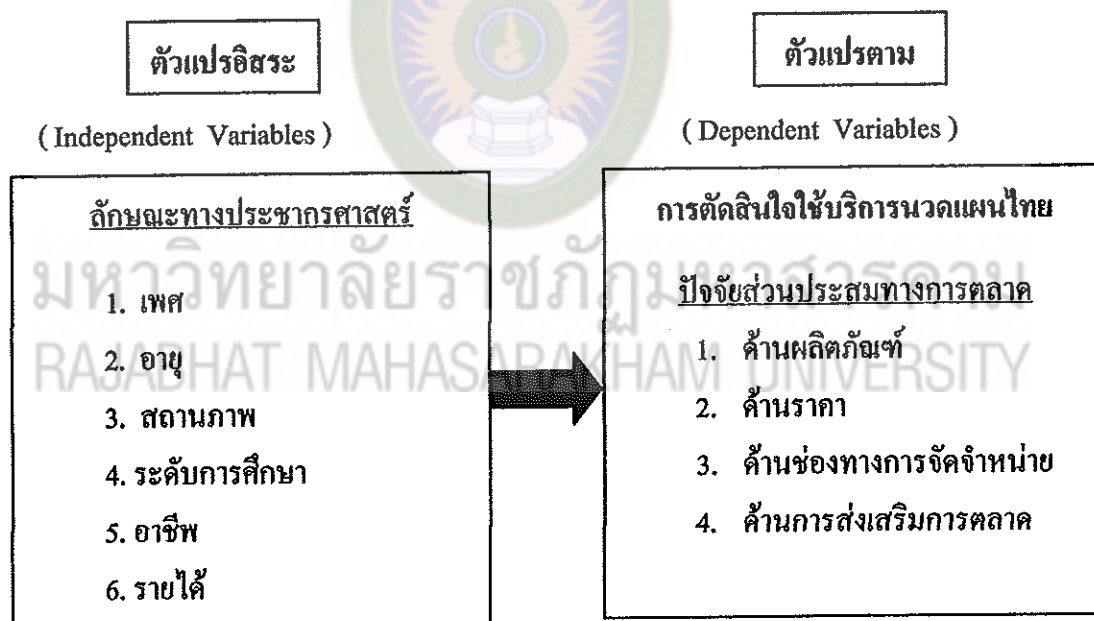 ตัวแปรอิสระ
(Independent Variables)
ลักษณะทางประชากรศาสตร์
1. เพศ
2. อายุ
3. สถานภาพ
4. ระดับการศึกษา
5. อาชีพ
6. รายได้
ตัวแปรตาม
(Dependent Variables)
การตัดสินใจใช้บริการนวดแผนไทย
ปัจจัยส่วนประสมทางการตลาด
1. ด้านผลิตภัณฑ์
2. ด้านราคา
3. ด้านช่องทางการจัดจำหน่าย
4. ด้านการส่งเสริมการตลาด
มหาวิทยาลัยราชภัฏมหาสารคาม
RAJABHAT MAHASARAKHAM UNIVERSITY